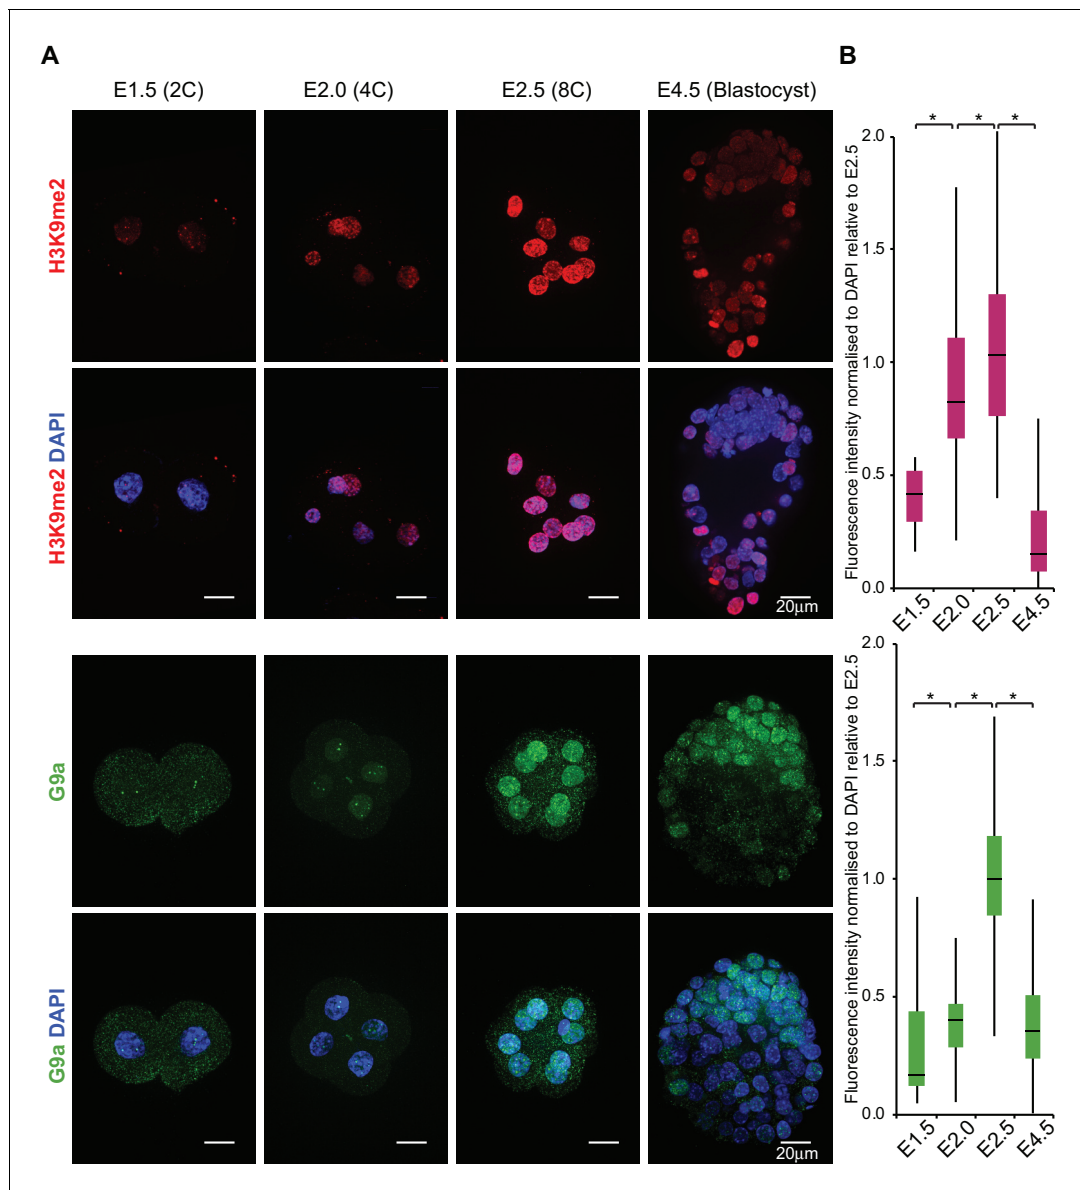 A
B
E1.5 (2C)
E2.0 (4C)
E2.5 (8C)
E4.5 (Blastocyst)
H3K9me2
H3K9me2 DAPI
20µm
G9a
G9a DAPI
20µm
Fluorescence intensity normalised to DAPI relative to E2.5
2.0
1.5
1.0
0.5
0.0
* * *
E1.5
E2.0
E2.5
E4.5
Fluorescence intensity normalised to DAPI relative to E2.5
2.0
1.5
1.0
0.5
0.0
* * *
E1.5
E2.0
E2.5
E4.5